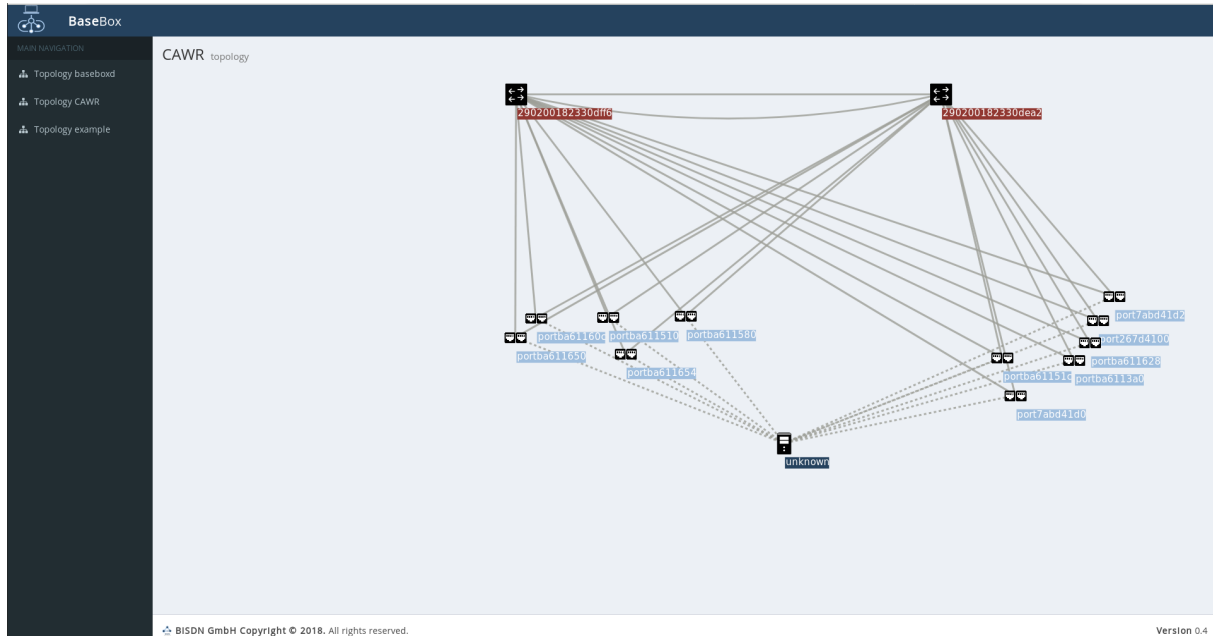 BaseBox
MAIN NAVIGATION
Topology baseboxd
Topology CAWR
Topology example
CAWR topology
290200182330dff6
290200182330dea2
port7abd41d2
portba61160c
portba611510
portba611580
port267d4100
portba611650
portba611628
portba611654
portba61151c
portba6113a0
port7abd41d0
unknown
BISDN GmbH Copyright © 2018. All rights reserved.
Version 0.4